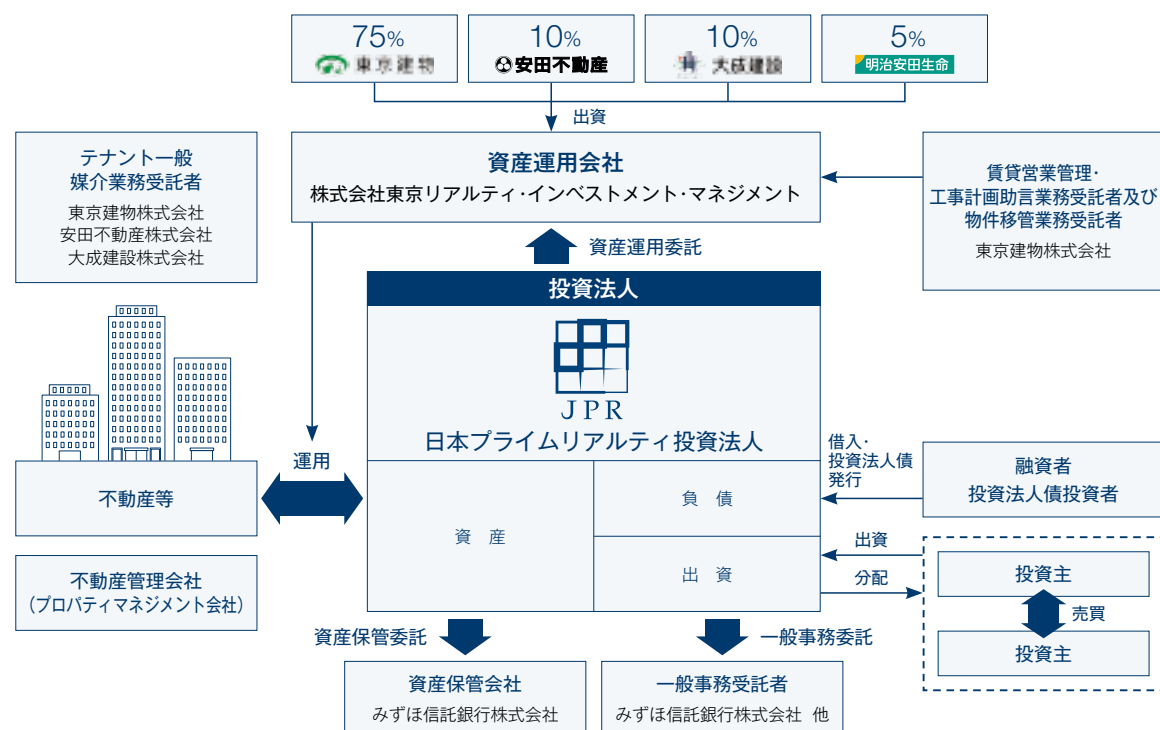 75%
東京建物
10%
安田不動産
10%
大成建設
5%
明治安田生命
出資
資産運用会社
株式会社東京リアルティ・インベストメント・マネジメント
テナント一般
媒介業務受託者
東京建物株式会社
安田不動産株式会社
大成建設株式会社
賃貸営業管理・
工事計画助言業務受託者及び
物件移管業務受託者
東京建物株式会社
資産運用委託
投資法人
JPR
日本プライムリアルティ投資法人
運用
不動産等
資 産
負 債
出 資
借入・
投資法人債
発行
融資者
投資法人債投資者
出資
分配
投資主
売買
投資主
不動産管理会社
（プロパティマネジメント会社）
資産保管委託
一般事務委託
資産保管会社
みずほ信託銀行株式会社
一般事務受託者
みずほ信託銀行株式会社 他